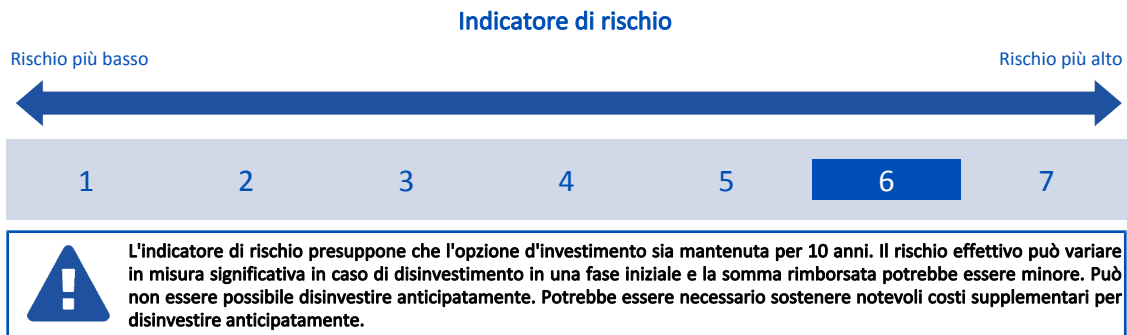 Indicatore di rischio
Rischio più basso
Rischio più alto
1 2 3 4 5 6 7
L'indicatore di rischio presuppone che l'opzione d'investimento sia mantenuta per 10 anni. Il rischio effettivo può variare
in misura significativa in caso di disinvestimento in una fase iniziale e la somma rimborsata potrebbe essere minore. Può
non essere possibile disinvestire anticipatamente. Potrebbe essere necessario sostenere notevoli costi supplementari per
disinvestire anticipatamente.